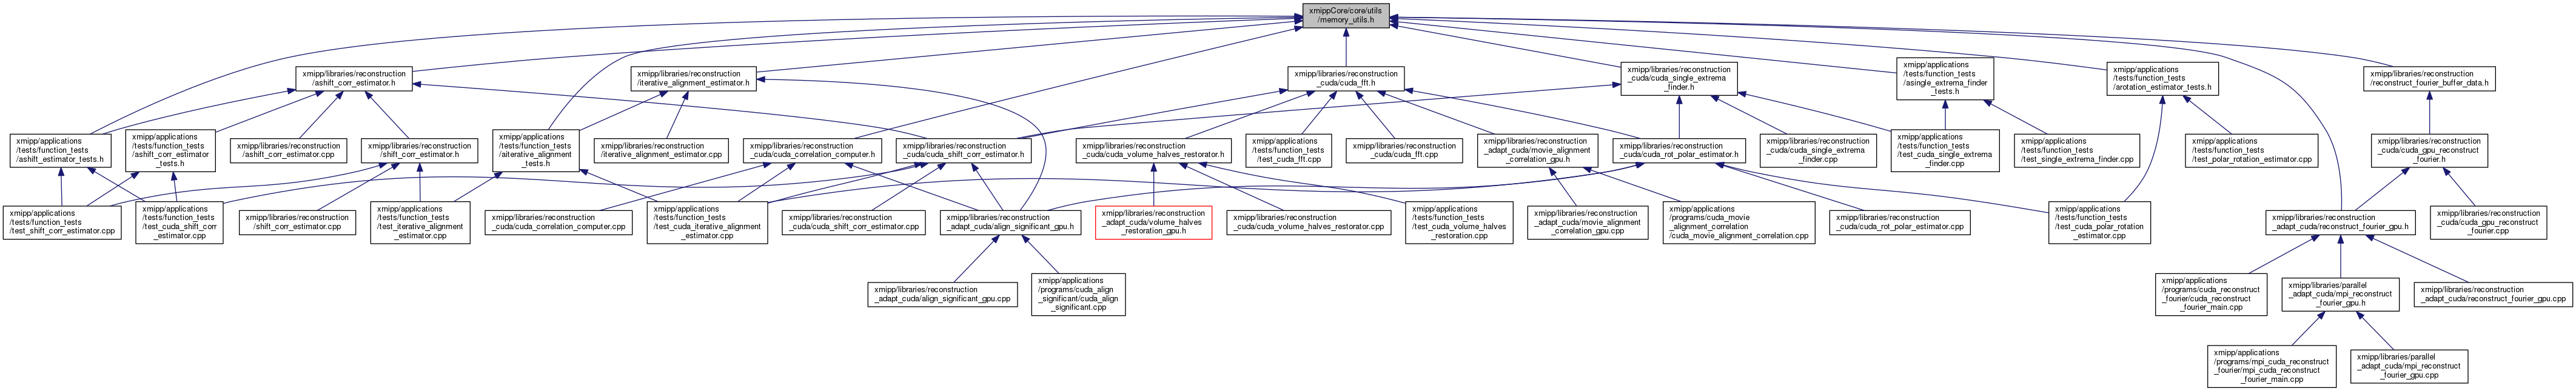 xmippCore/core/utils
/memory_utils.h
xmipp/libraries/reconstruction
/ashift_corr_estimator.h
xmipp/libraries/reconstruction
/iterative_alignment_estimator.h
xmipp/libraries/reconstruction
_cuda/cuda_fft.h
xmipp/libraries/reconstruction
_cuda/cuda_single_extrema
_finder.h
xmipp/applications
/tests/function_tests
/asingle_extrema_finder
_tests.h
xmipp/applications
/tests/function_tests
/arotation_estimator_tests.h
xmipp/libraries/reconstruction
/reconstruct_fourier_buffer_data.h
xmipp/applications
/tests/function_tests
/ashift_estimator_tests.h
xmipp/applications
/tests/function_tests
/ashift_corr_estimator
_tests.h
xmipp/libraries/reconstruction
/ashift_corr_estimator.cpp
xmipp/libraries/reconstruction
/shift_corr_estimator.h
xmipp/applications
/tests/function_tests
/aiterative_alignment
_tests.h
xmipp/libraries/reconstruction
/iterative_alignment_estimator.cpp
xmipp/libraries/reconstruction
_cuda/cuda_correlation_computer.h
xmipp/libraries/reconstruction
_cuda/cuda_shift_corr_estimator.h
xmipp/libraries/reconstruction
_cuda/cuda_volume_halves_restorator.h
xmipp/applications
/tests/function_tests
/test_cuda_fft.cpp
xmipp/libraries/reconstruction
_cuda/cuda_fft.cpp
xmipp/libraries/reconstruction
_adapt_cuda/movie_alignment
_correlation_gpu.h
xmipp/libraries/reconstruction
_cuda/cuda_rot_polar_estimator.h
xmipp/libraries/reconstruction
_cuda/cuda_single_extrema
_finder.cpp
xmipp/applications
/tests/function_tests
/test_cuda_single_extrema
_finder.cpp
xmipp/applications
/tests/function_tests
/test_single_extrema_finder.cpp
xmipp/applications
/tests/function_tests
/test_polar_rotation_estimator.cpp
xmipp/libraries/reconstruction
_cuda/cuda_gpu_reconstruct
_fourier.h
xmipp/applications
/tests/function_tests
/test_shift_corr_estimator.cpp
xmipp/applications
/tests/function_tests
/test_cuda_shift_corr
_estimator.cpp
xmipp/libraries/reconstruction
/shift_corr_estimator.cpp
xmipp/applications
/tests/function_tests
/test_iterative_alignment
_estimator.cpp
xmipp/libraries/reconstruction
_cuda/cuda_correlation_computer.cpp
xmipp/applications
/tests/function_tests
/test_cuda_iterative_alignment
_estimator.cpp
xmipp/libraries/reconstruction
_cuda/cuda_shift_corr_estimator.cpp
xmipp/libraries/reconstruction
_adapt_cuda/align_significant_gpu.h
xmipp/libraries/reconstruction
_adapt_cuda/volume_halves
_restoration_gpu.h
xmipp/libraries/reconstruction
_cuda/cuda_volume_halves_restorator.cpp
xmipp/applications
/tests/function_tests
/test_cuda_volume_halves
_restoration.cpp
xmipp/libraries/reconstruction
_adapt_cuda/movie_alignment
_correlation_gpu.cpp
xmipp/applications
/programs/cuda_movie
_alignment_correlation
/cuda_movie_alignment_correlation.cpp
xmipp/libraries/reconstruction
_cuda/cuda_rot_polar_estimator.cpp
xmipp/applications
/tests/function_tests
/test_cuda_polar_rotation
_estimator.cpp
xmipp/libraries/reconstruction
_adapt_cuda/reconstruct_fourier_gpu.h
xmipp/libraries/reconstruction
_cuda/cuda_gpu_reconstruct
_fourier.cpp
xmipp/libraries/reconstruction
_adapt_cuda/align_significant_gpu.cpp
xmipp/applications
/programs/cuda_align
_significant/cuda_align
_significant.cpp
xmipp/applications
/programs/cuda_reconstruct
_fourier/cuda_reconstruct
_fourier_main.cpp
xmipp/libraries/parallel
_adapt_cuda/mpi_reconstruct
_fourier_gpu.h
xmipp/libraries/reconstruction
_adapt_cuda/reconstruct_fourier_gpu.cpp
xmipp/applications
/programs/mpi_cuda_reconstruct
_fourier/mpi_cuda_reconstruct
_fourier_main.cpp
xmipp/libraries/parallel
_adapt_cuda/mpi_reconstruct
_fourier_gpu.cpp